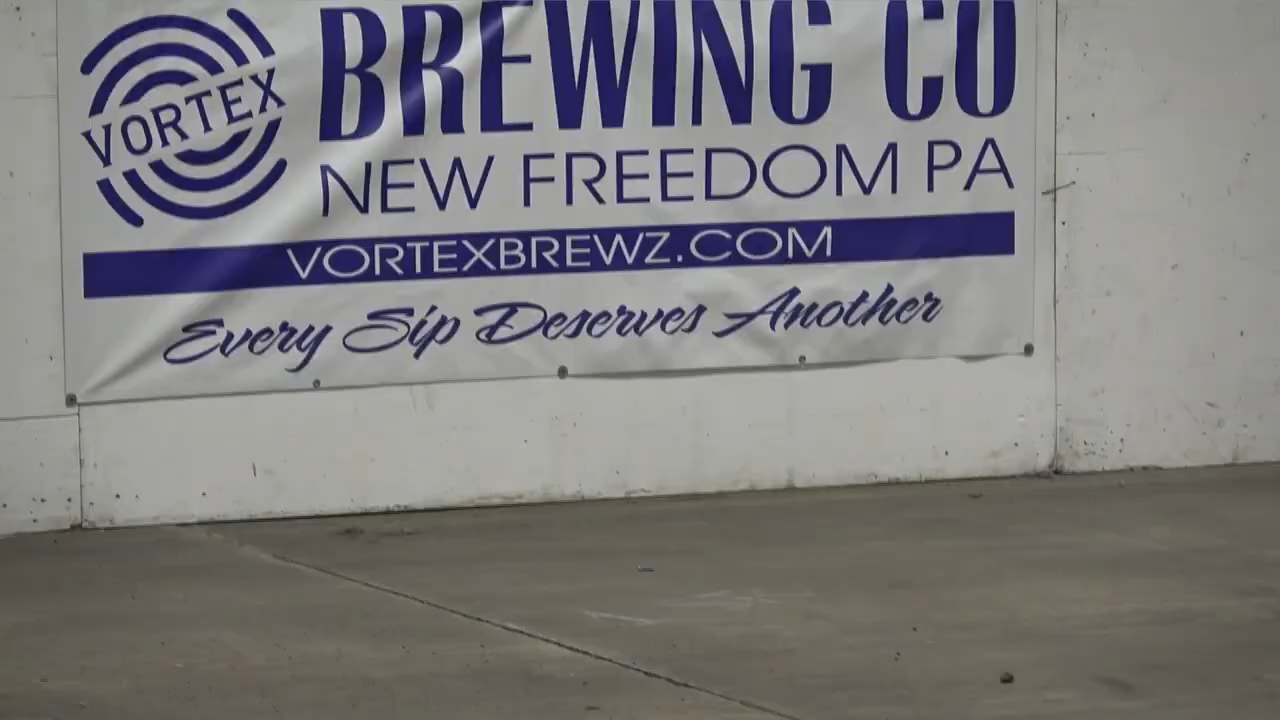 VORTEX
BREWING CO
NEW FREEDOM PA
VORTEXBREWZ.COM
Every Sip Deserves Another